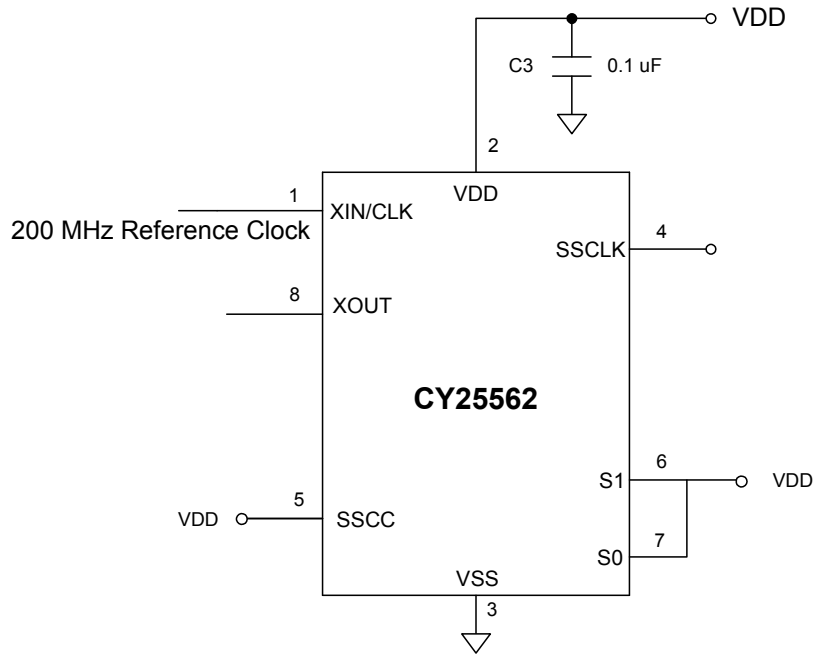 VDD
C3 0.1 uF
2
VDD
1
XIN/CLK
200 MHz Reference Clock
4
SSCLK
8
XOUT
CY25562
6
S1
VDD
5
VDD
SSCC
7
S0
VSS
3